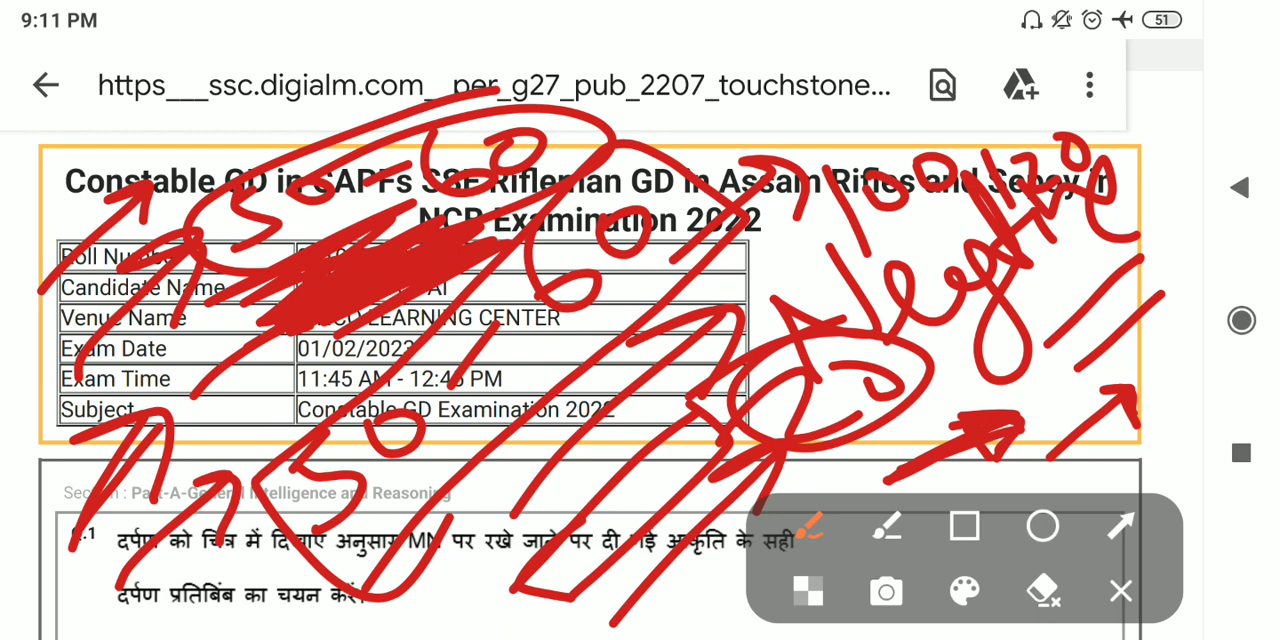 9:11 PM 51
https___ssc.digialm.com__per_g27_pub_2207_touchstone...
Constable GD in CAPFs SSF Rifleman GD in Assam Rifles and Sepoy in
NCB Examination 2022
50-60
60
100
120
Negative
Roll Number
Candidate Name
Venue Name LEARNING CENTER
Exam Date 01/02/2023
Exam Time 11:45 AM - 12:45 PM
Subject Constable GD Examination 2022
50
Section : Part-A-General Intelligence and Reasoning
Q.1 दर्पण को चित्र में दिखाए अनुसार MN पर रखे जाने पर दी गई आकृति के सही
दर्पण प्रतिबिंब का चयन करें।